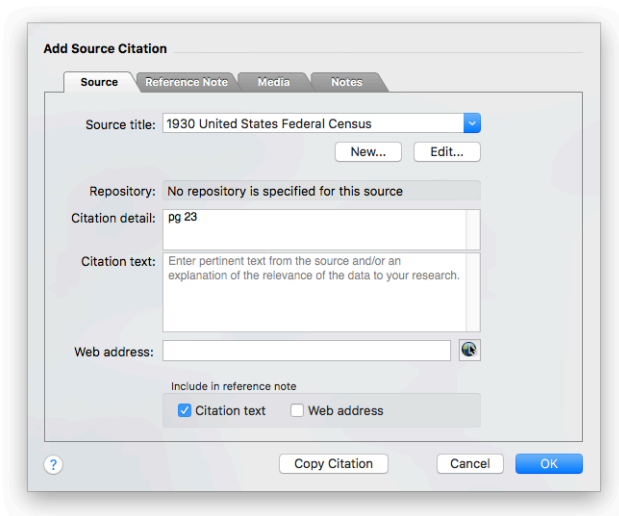 Add Source Citation
Source Reference Note Media Notes
Source title: 1930 United States Federal Census
New... Edit...
Repository: No repository is specified for this source
Citation detail: pg 23
Citation text: Enter pertinent text from the source and/or an
explanation of the relevance of the data to your research.
Web address:
Include in reference note
Citation text Web address
? Copy Citation Cancel OK